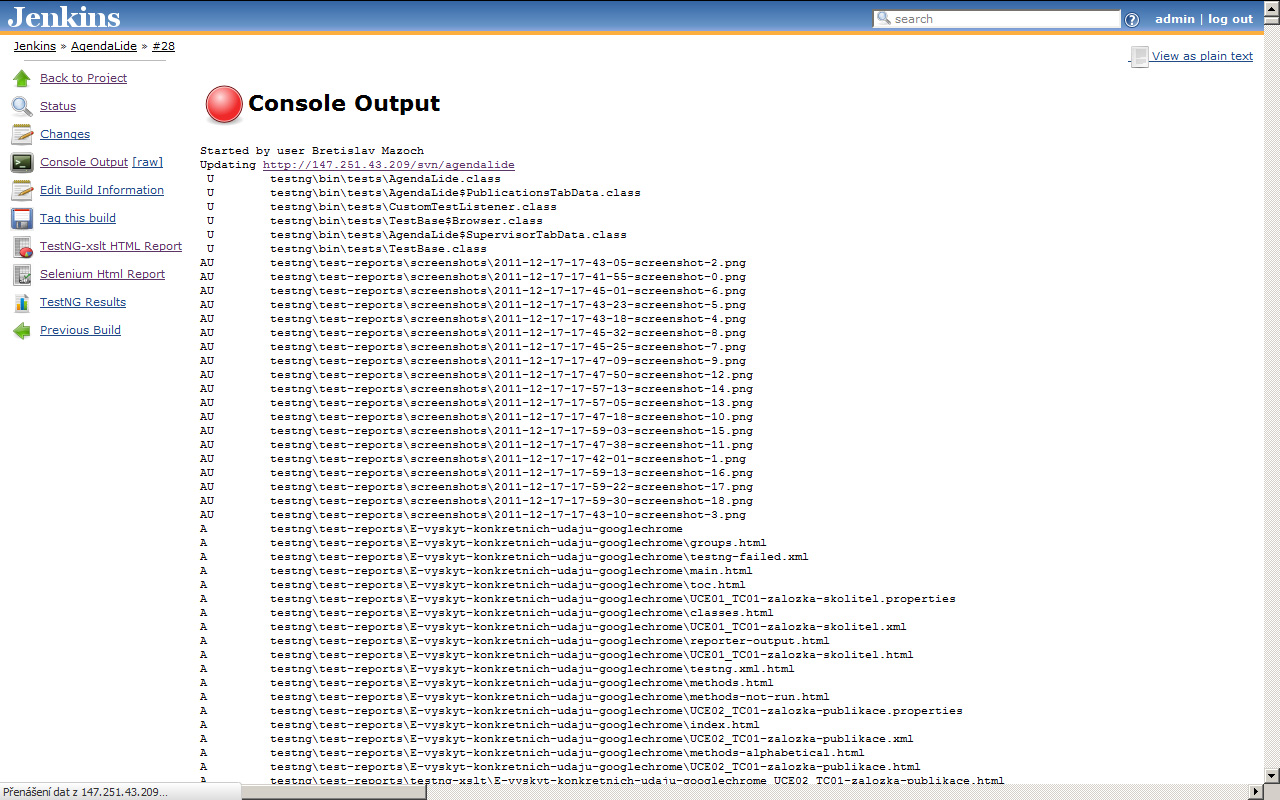 Jenkins
search
admin | log out
Jenkins » AgendaLide » #28
View as plain text
Back to Project
Status
Changes
Console Output [raw]
Edit Build Information
Tag this build
TestNG-xslt HTML Report
Selenium Html Report
TestNG Results
Previous Build
Console Output
Started by user Bretislav Mazoch
Updating http://147.251.43.209/svn/agendalide
U testng\bin\tests\AgendaLide.class
U testng\bin\tests\AgendaLide$PublicationsTabData.class
U testng\bin\tests\CustomTestListener.class
U testng\bin\tests\TestBase$Browser.class
U testng\bin\tests\AgendaLide$SupervisorTabData.class
U testng\bin\tests\TestBase.class
AU testng\test-reports\screenshots\2011-12-17-17-43-05-screenshot-2.png
AU testng\test-reports\screenshots\2011-12-17-17-41-55-screenshot-0.png
AU testng\test-reports\screenshots\2011-12-17-17-45-01-screenshot-6.png
AU testng\test-reports\screenshots\2011-12-17-17-43-23-screenshot-5.png
AU testng\test-reports\screenshots\2011-12-17-17-43-18-screenshot-4.png
AU testng\test-reports\screenshots\2011-12-17-17-45-32-screenshot-8.png
AU testng\test-reports\screenshots\2011-12-17-17-45-25-screenshot-7.png
AU testng\test-reports\screenshots\2011-12-17-17-47-09-screenshot-9.png
AU testng\test-reports\screenshots\2011-12-17-17-47-50-screenshot-12.png
AU testng\test-reports\screenshots\2011-12-17-17-57-13-screenshot-14.png
AU testng\test-reports\screenshots\2011-12-17-17-57-05-screenshot-13.png
AU testng\test-reports\screenshots\2011-12-17-17-47-18-screenshot-10.png
AU testng\test-reports\screenshots\2011-12-17-17-59-03-screenshot-15.png
AU testng\test-reports\screenshots\2011-12-17-17-47-38-screenshot-11.png
AU testng\test-reports\screenshots\2011-12-17-17-42-01-screenshot-1.png
AU testng\test-reports\screenshots\2011-12-17-17-59-13-screenshot-16.png
AU testng\test-reports\screenshots\2011-12-17-17-59-22-screenshot-17.png
AU testng\test-reports\screenshots\2011-12-17-17-59-30-screenshot-18.png
AU testng\test-reports\screenshots\2011-12-17-17-43-10-screenshot-3.png
A testng\test-reports\E-vyskyt-konkretnich-udaju-googlechrome
A testng\test-reports\E-vyskyt-konkretnich-udaju-googlechrome\groups.html
A testng\test-reports\E-vyskyt-konkretnich-udaju-googlechrome\testng-failed.xml
A testng\test-reports\E-vyskyt-konkretnich-udaju-googlechrome\main.html
A testng\test-reports\E-vyskyt-konkretnich-udaju-googlechrome\toc.html
A testng\test-reports\E-vyskyt-konkretnich-udaju-googlechrome\UCE01_TC01-zalozka-skolitel.properties
A testng\test-reports\E-vyskyt-konkretnich-udaju-googlechrome\classes.html
A testng\test-reports\E-vyskyt-konkretnich-udaju-googlechrome\UCE01_TC01-zalozka-skolitel.xml
A testng\test-reports\E-vyskyt-konkretnich-udaju-googlechrome\reporter-output.html
A testng\test-reports\E-vyskyt-konkretnich-udaju-googlechrome\UCE01_TC01-zalozka-skolitel.html
A testng\test-reports\E-vyskyt-konkretnich-udaju-googlechrome\testng.xml.html
A testng\test-reports\E-vyskyt-konkretnich-udaju-googlechrome\methods.html
A testng\test-reports\E-vyskyt-konkretnich-udaju-googlechrome\methods-not-run.html
A testng\test-reports\E-vyskyt-konkretnich-udaju-googlechrome\UCE02_TC01-zalozka-publikace.properties
A testng\test-reports\E-vyskyt-konkretnich-udaju-googlechrome\index.html
A testng\test-reports\E-vyskyt-konkretnich-udaju-googlechrome\UCE02_TC01-zalozka-publikace.xml
A testng\test-reports\E-vyskyt-konkretnich-udaju-googlechrome\methods-alphabetical.html
A testng\test-reports\E-vyskyt-konkretnich-udaju-googlechrome\UCE02_TC01-zalozka-publikace.html
A testng\test-reports\testng-xslt\E-vyskyt-konkretnich-udaju-googlechrome_UCE02_TC01-zalozka-publikace.html
Přenášení dat z 147.251.43.209...